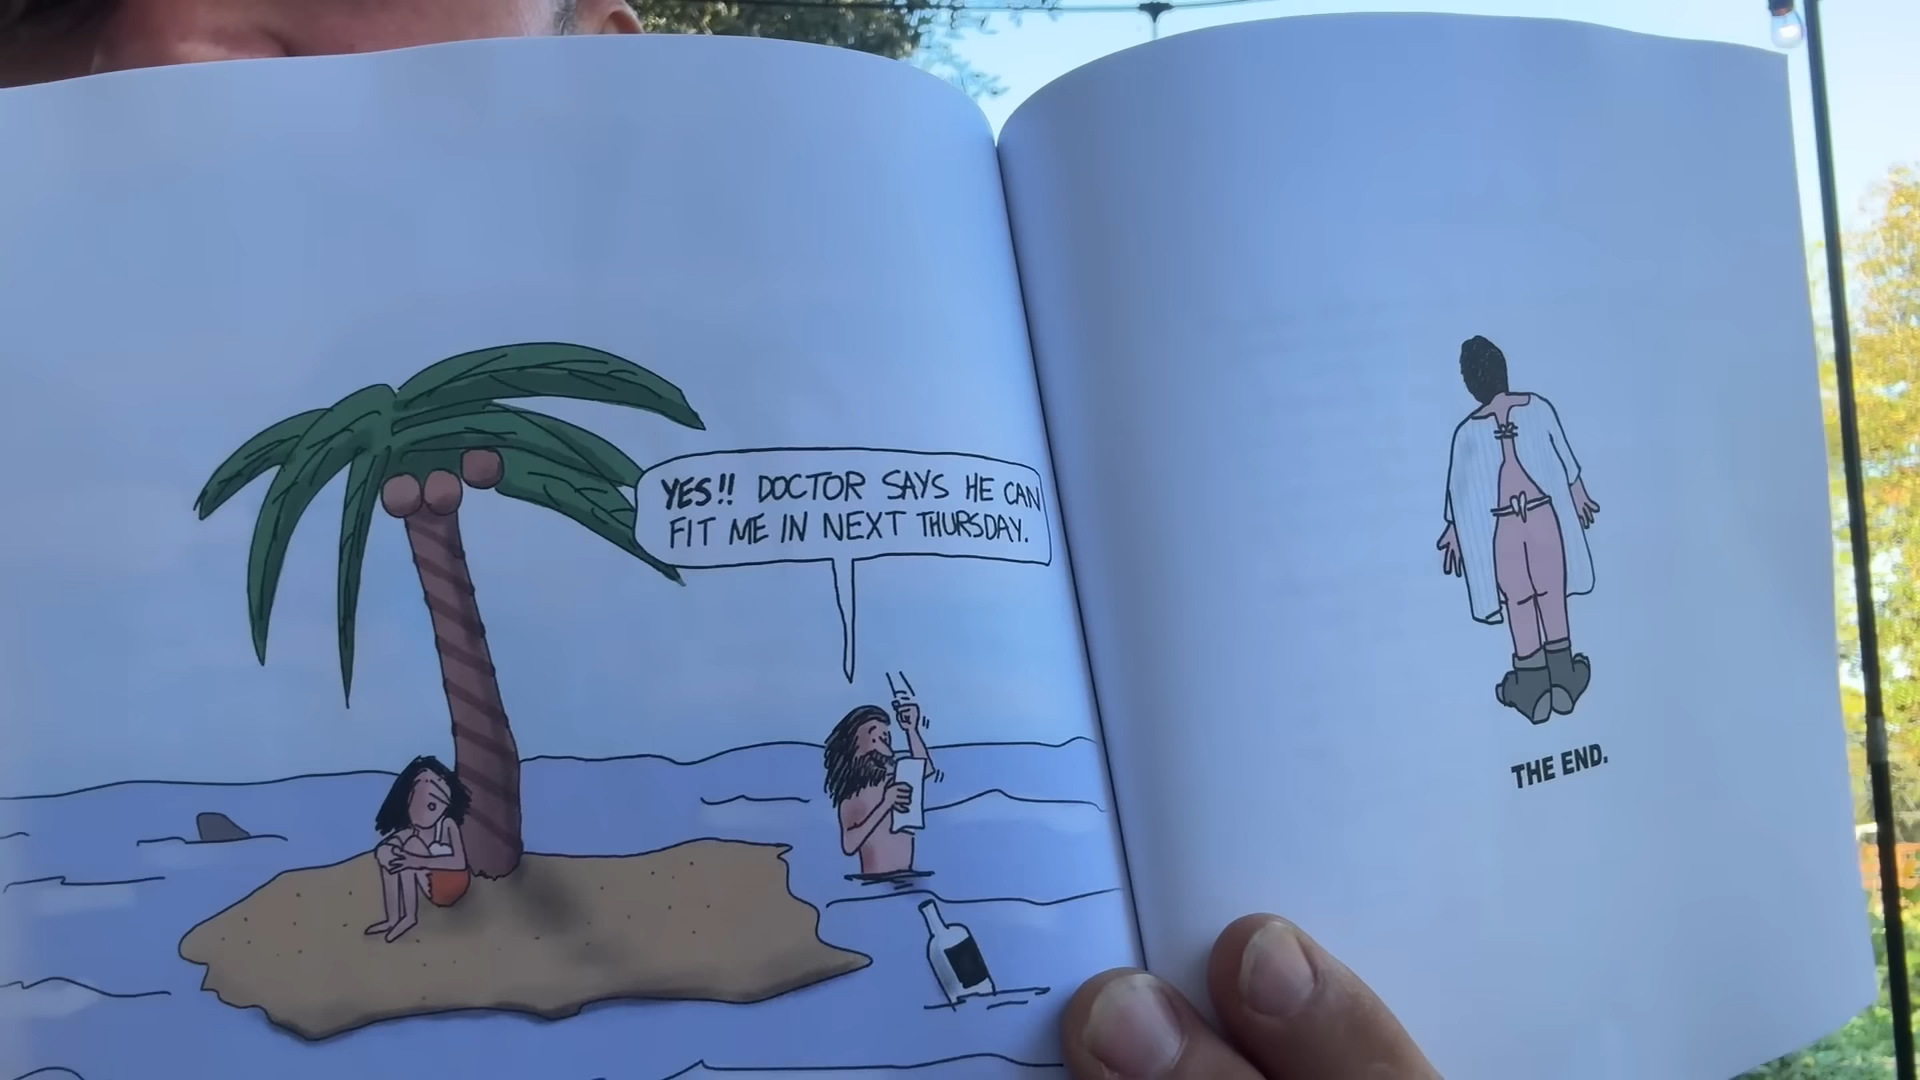 YES!! DOCTOR SAYS HE CAN
FIT ME IN NEXT THURSDAY.
THE END.